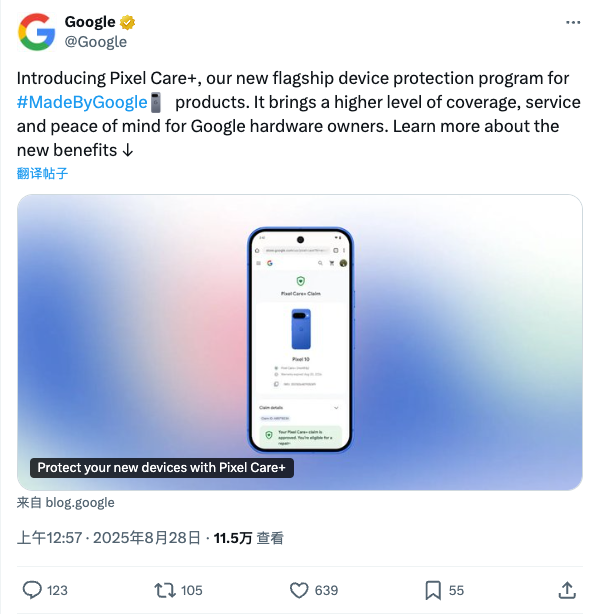 Google
@Google
Introducing Pixel Care+, our new flagship device protection program for
#MadeByGoogle products. It brings a higher level of coverage, service
and peace of mind for Google hardware owners. Learn more about the
new benefits ↓
翻译帖子
Pixel Care+ Claim
Pixel 10
Claim details
Your Pixel Care+ claim is
approved. You're eligible for a
repair
Protect your new devices with Pixel Care+
来自 blog.google
上午12:57 · 2025年8月28日 · 11.5万 查看
123 105 639 55